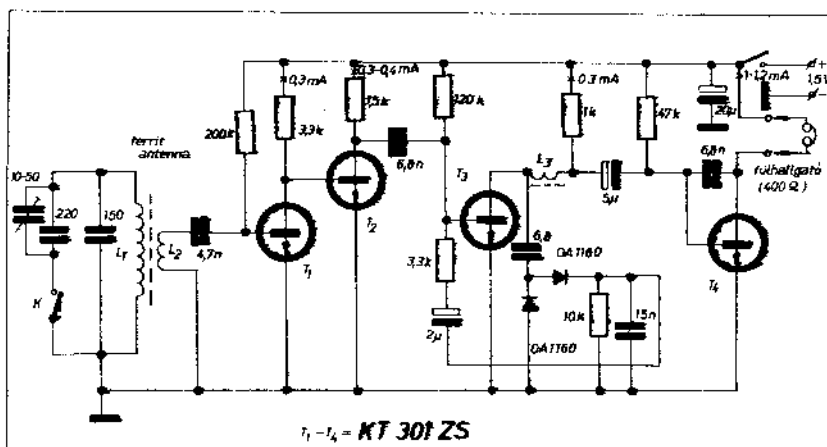 0,3mA
0,3-0,4mA
0.3mA
1-1,2mA
+
1,5V
-
200k
3,3k
1,5k
120k
1k
47k
20µ
ferrit
antenna
6,8n
6,8n
fülhallgató
(400Ω)
10-50
220
150
L1
L2
4,7n
K
T1
T2
T3
L3
5µ
T4
3,3k
6,8
OA1160
2µ
OA1160
10k
15n
T1 - T4 = KT 301 ZS